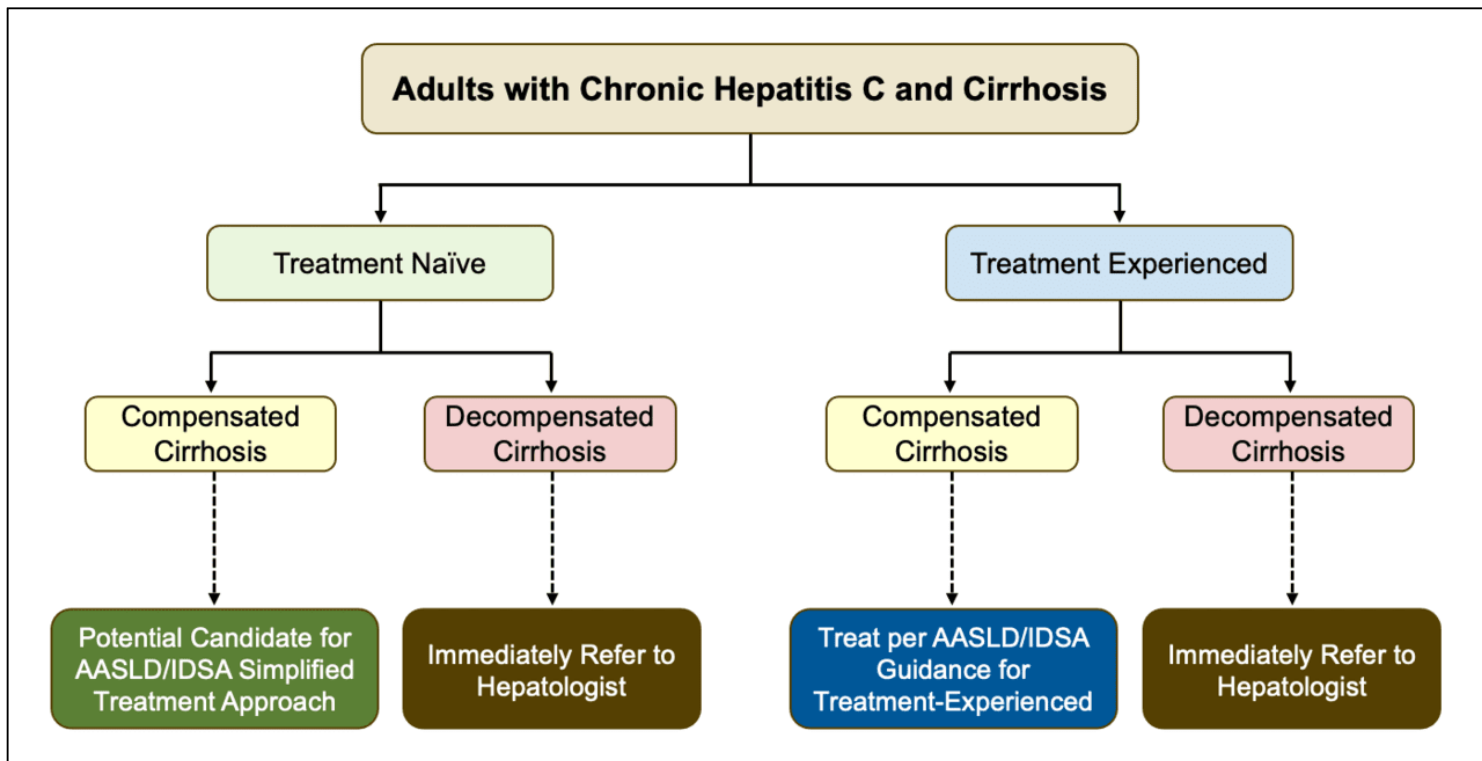 Adults with Chronic Hepatitis C and Cirrhosis
Treatment Naïve
Treatment Experienced
Compensated
Cirrhosis
Decompensated
Cirrhosis
Compensated
Cirrhosis
Decompensated
Cirrhosis
Potential Candidate for
AASLD/IDSA Simplified
Treatment Approach
Immediately Refer to
Hepatologist
Treat per AASLD/IDSA
Guidance for
Treatment-Experienced
Immediately Refer to
Hepatologist